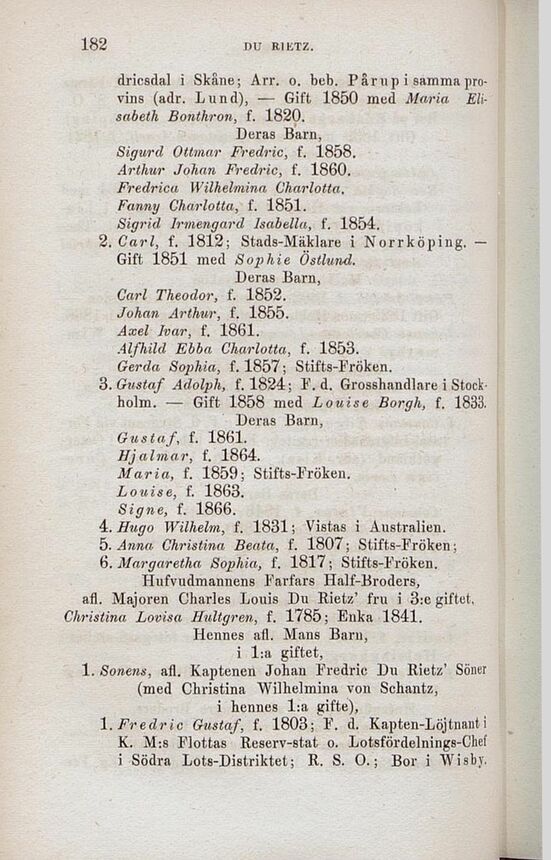 182
DU RIETZ.
dricsdal i Skåne; Arr. o. beb. Pårup i samma pro-
vins (adr. Lund), — Gift 1850 med Maria Eli-
sabeth Bonthron, f. 1820.
Deras Barn,
Sigurd Ottmar Fredric, f. 1858.
Arthur Johan Fredric, f. 1860.
Fredrica Wilhelmina Charlotta.
Fanny Charlotta, f. 1851.
Sigrid Irmengard Isabella, f. 1854.
2. Carl, f. 1812; Stads-Mäklare i Norrköping. —
Gift 1851 med Sophie Östlund.
Deras Barn,
Carl Theodor, f. 1852.
Johan Arthur, f. 1855.
Axel Ivar, f. 1861.
Alfhild Ebba Charlotta, f. 1853.
Gerda Sophia, f. 1857; Stifts-Fröken.
3. Gustaf Adolph, f. 1824; F. d. Grosshandlare i Stock-
holm. — Gift 1858 med Louise Borgh, f. 1833.
Deras Barn,
Gustaf, f. 1861.
Hjalmar, f. 1864.
Maria, f. 1859; Stifts-Fröken.
Louise, f. 1863.
Signe, f. 1866.
4. Hugo Wilhelm, f. 1831; Vistas i Australien.
5. Anna Christina Beata, f. 1807; Stifts-Fröken;
6. Margaretha Sophia, f. 1817; Stifts-Fröken.
Hufvudmannens Farfars Half-Broders,
afl. Majoren Charles Louis Du Rietz' fru i 3:e giftet,
Christina Lovisa Hultgren, f. 1785; Enka 1841.
Hennes afl. Mans Barn,
i 1:a giftet,
1. Sonens, afl. Kaptenen Johan Fredric Du Rietz' Söner
(med Christina Wilhelmina von Schantz,
i hennes 1:a gifte),
1. Fredric Gustaf, f. 1803; F. d. Kapten-Löjtnant i
K. M:s Flottas Reserv-stat o. Lotsfördelnings-Chef
i Södra Lots-Distriktet; R. S. O.; Bor i Wisby.